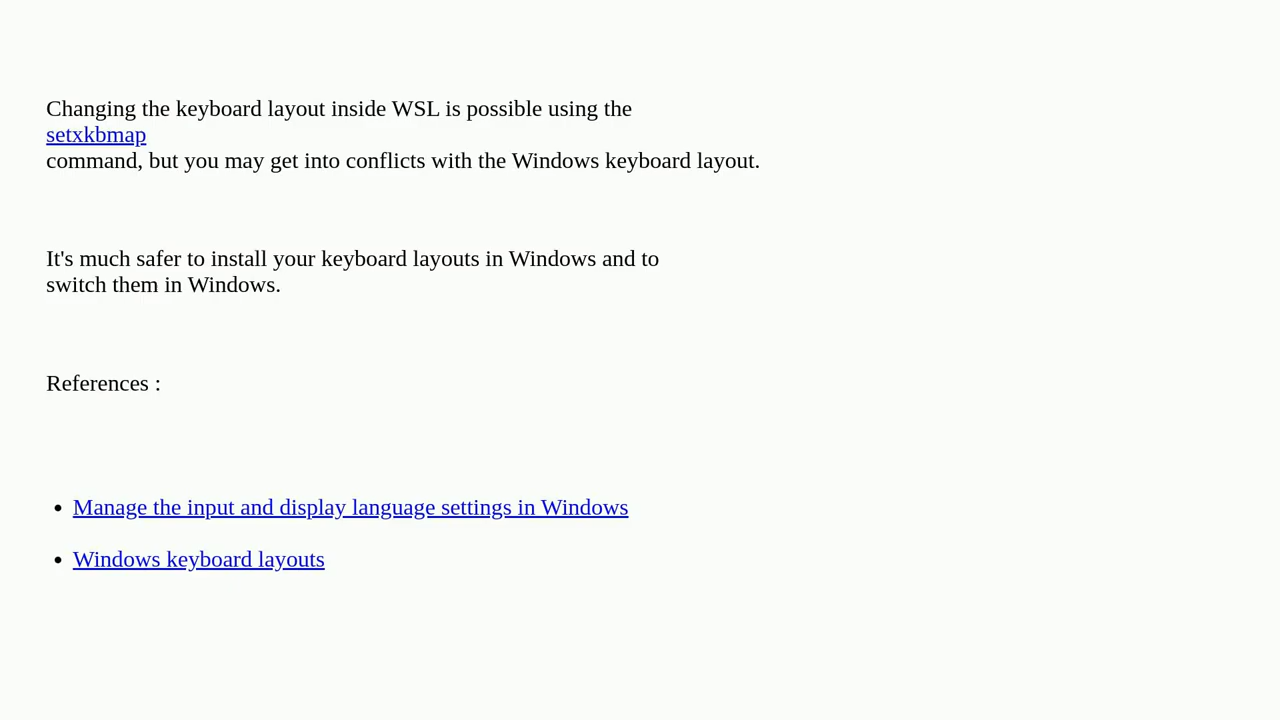 Changing the keyboard layout inside WSL is possible using the
setxkbmap
command, but you may get into conflicts with the Windows keyboard layout.
It's much safer to install your keyboard layouts in Windows and to
switch them in Windows.
References :
• Manage the input and display language settings in Windows
• Windows keyboard layouts